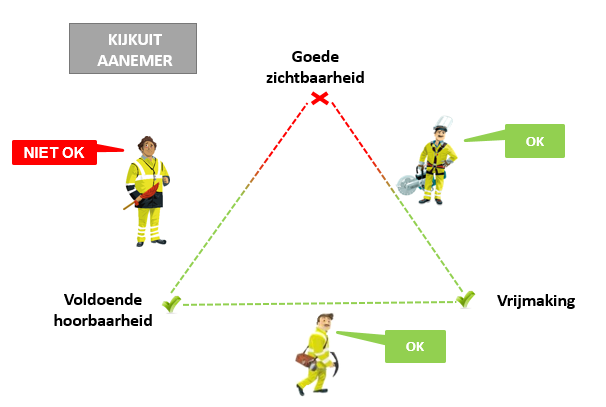 KIJKUIT
AANEMER
Goede
zichtbaarheid
NIET OK
OK
Voldoende
hoorbaarheid
Vrijmaking
OK